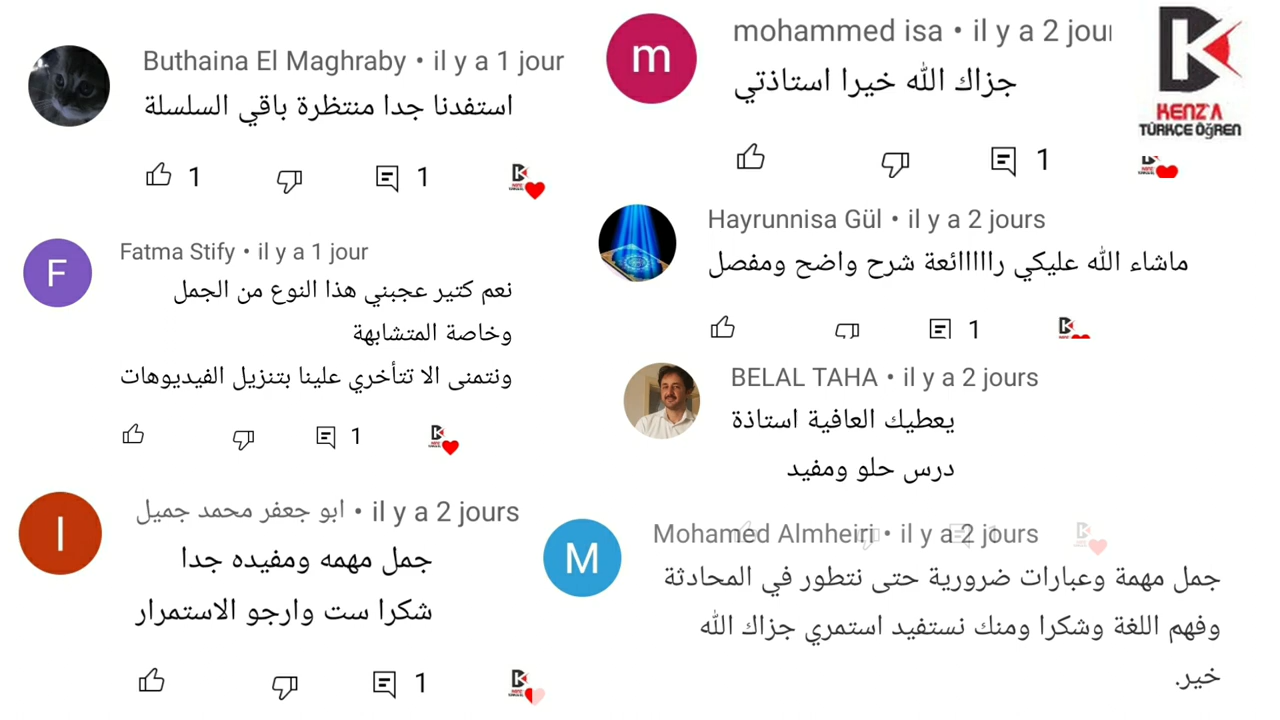 Buthaina El Maghraby • il y a 1 jour
استفدنا جدا منتظرة باقي السلسلة
1
1
F
Fatma Stify • il y a 1 jour
نعم كتير عجبني هذا النوع من الجمل
وخاصة المتشابهة
ونتمنى الا تتأخري علينا بتنزيل الفيديوهات
1
I
ابو جعفر محمد جميل • il y a 2 jours
جمل مهمه ومفيده جدا
شكرا ست وارجو الاستمرار
1
m
mohammed isa • il y a 2 jour
جزاك الله خيرا استاذتي
1
KENZ'A
TÜRKCE ÖğREN
Hayrunnisa Gül • il y a 2 jours
ماشاء الله عليكي رااااائعة شرح واضح ومفصل
1
BELAL TAHA • il y a 2 jours
يعطيك العافية استاذة
درس حلو ومفيد
M
Mohamed Almheiri • il y a 2 jours
جمل مهمة وعبارات ضرورية حتى نتطور في المحادثة
وفهم اللغة وشكرا ومنك نستفيد استمري جزاك الله
خير.